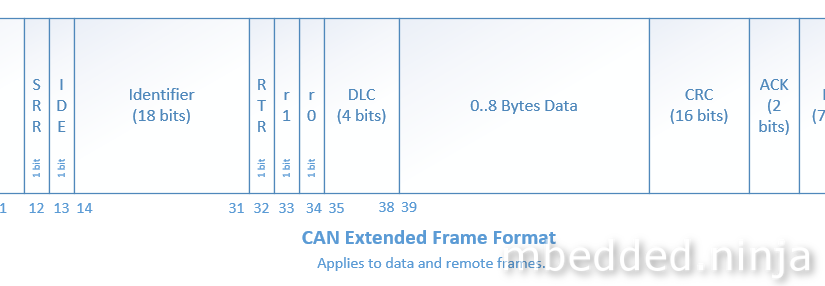 S
R
R
1 bit
I
D
E
1 bit
Identifier
(18 bits)
R
T
R
1 bit
r
1
1 bit
r
0
1 bit
DLC
(4 bits)
0..8 Bytes Data
CRC
(16 bits)
ACK
(2
bits)
(7
1 12 13 14 31 32 33 34 35 38 39
CAN Extended Frame Format
Applies to data and remote frames.
mbedded.ninja